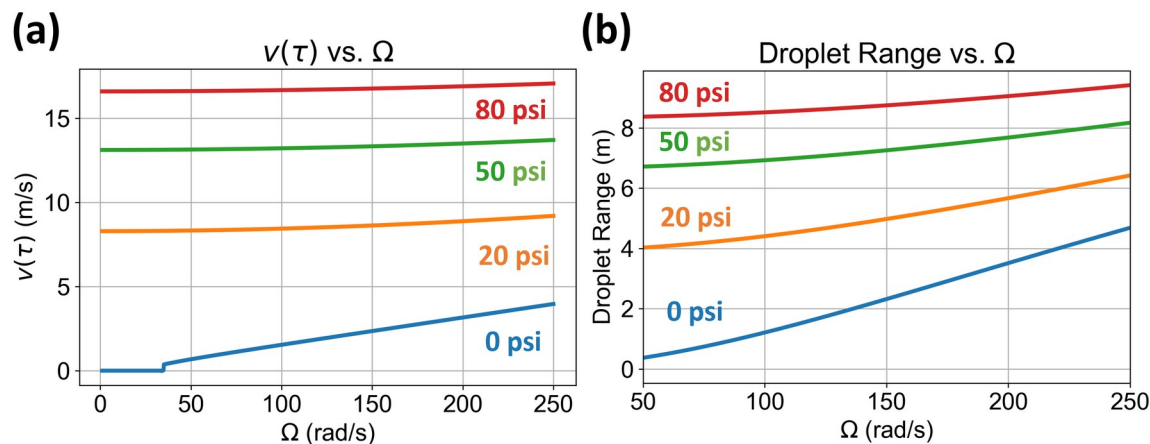 (a)
v(τ) vs. Ω
v(τ) (m/s)
15
10
5
0
80 psi
50 psi
20 psi
0 psi
0 50 100 150 200 250
Ω (rad/s)
(b)
Droplet Range vs. Ω
Droplet Range (m)
8
6
4
2
0
80 psi
50 psi
20 psi
0 psi
50 100 150 200 250
Ω (rad/s)